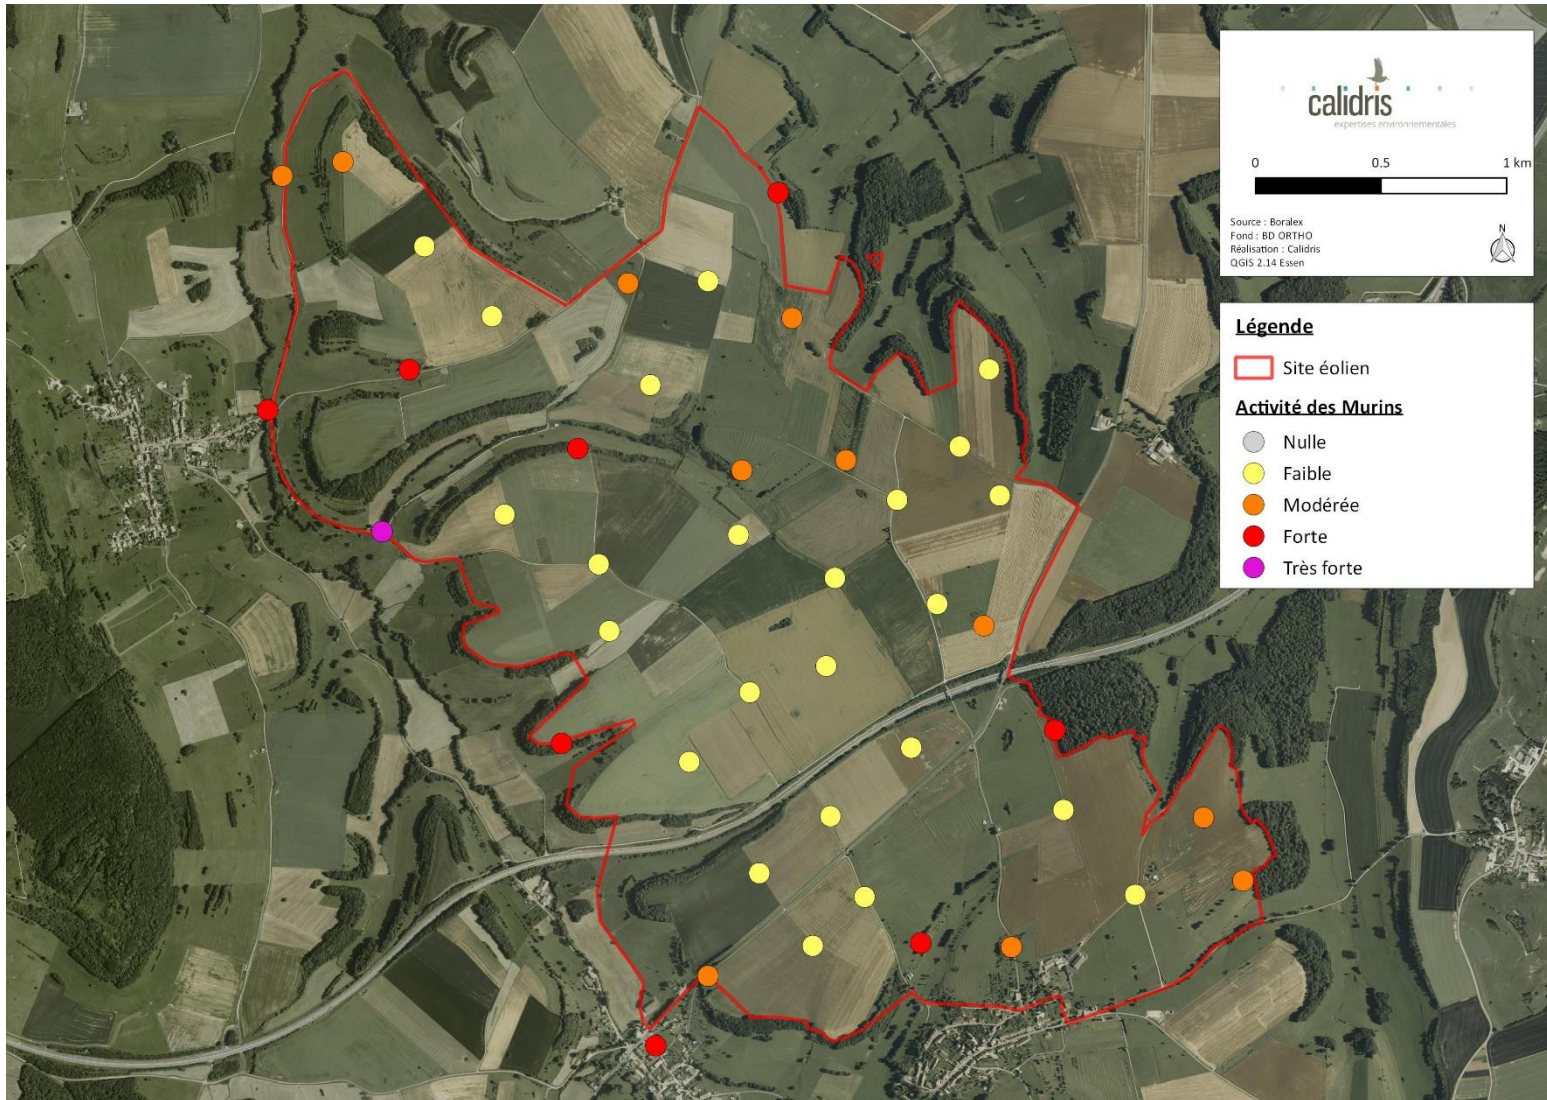 calidris
expertises environnementales
0 0.5 1 km
Source : Boralex
Fond : BD ORTHO
Réalisation : Calidris
QGIS 2.14 Essen
N
Légende
Site éolien
Activité des Murins
Nulle
Faible
Modérée
Forte
Très forte